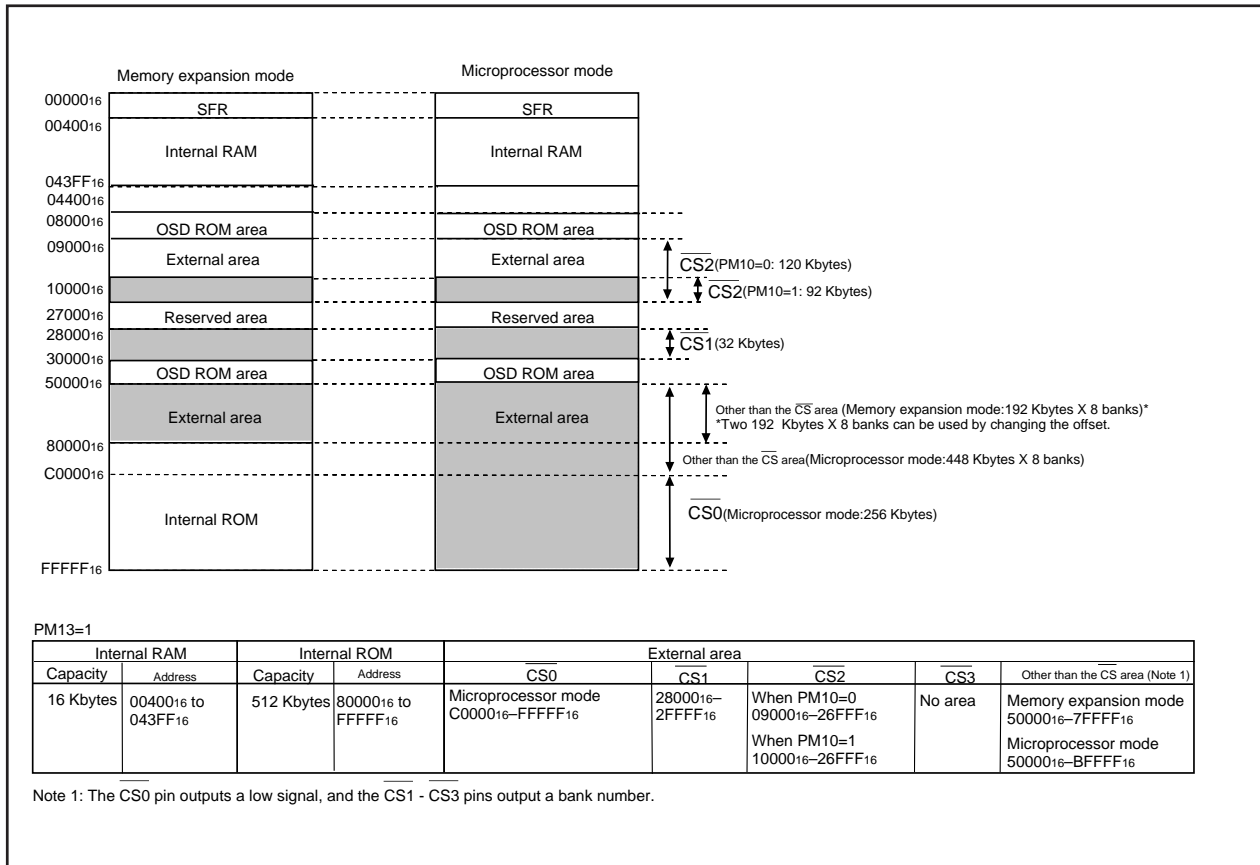 Memory expansion mode
Microprocessor mode
00000₁₆
SFR
SFR
00400₁₆
Internal RAM
Internal RAM
043FF₁₆
04400₁₆
08000₁₆
OSD ROM area
OSD ROM area
09000₁₆
External area
External area
CS2(PM10=0: 120 Kbytes)
10000₁₆
CS2(PM10=1: 92 Kbytes)
27000₁₆
Reserved area
Reserved area
28000₁₆
CS1(32 Kbytes)
30000₁₆
OSD ROM area
OSD ROM area
50000₁₆
External area
External area
Other than the CS area (Memory expansion mode:192 Kbytes X 8 banks)*
*Two 192 Kbytes X 8 banks can be used by changing the offset.
80000₁₆
Other than the CS area(Microprocessor mode:448 Kbytes X 8 banks)
C0000₁₆
Internal ROM
CS0(Microprocessor mode:256 Kbytes)
FFFFF₁₆
PM13=1
Internal RAM Internal ROM External area
Capacity Address Capacity Address CS0 CS1 CS2 CS3 Other than the CS area (Note 1)
16 Kbytes 00400₁₆ to 512 Kbytes 80000₁₆ to Microprocessor mode 28000₁₆– When PM10=0 No area Memory expansion mode
043FF₁₆ FFFFF₁₆ C0000₁₆–FFFFF₁₆ 2FFFF₁₆ 09000₁₆–26FFF₁₆ 50000₁₆–7FFFF₁₆
When PM10=1 Microprocessor mode
10000₁₆–26FFF₁₆ 50000₁₆–BFFFF₁₆
Note 1: The CS0 pin outputs a low signal, and the CS1 - CS3 pins output a bank number.